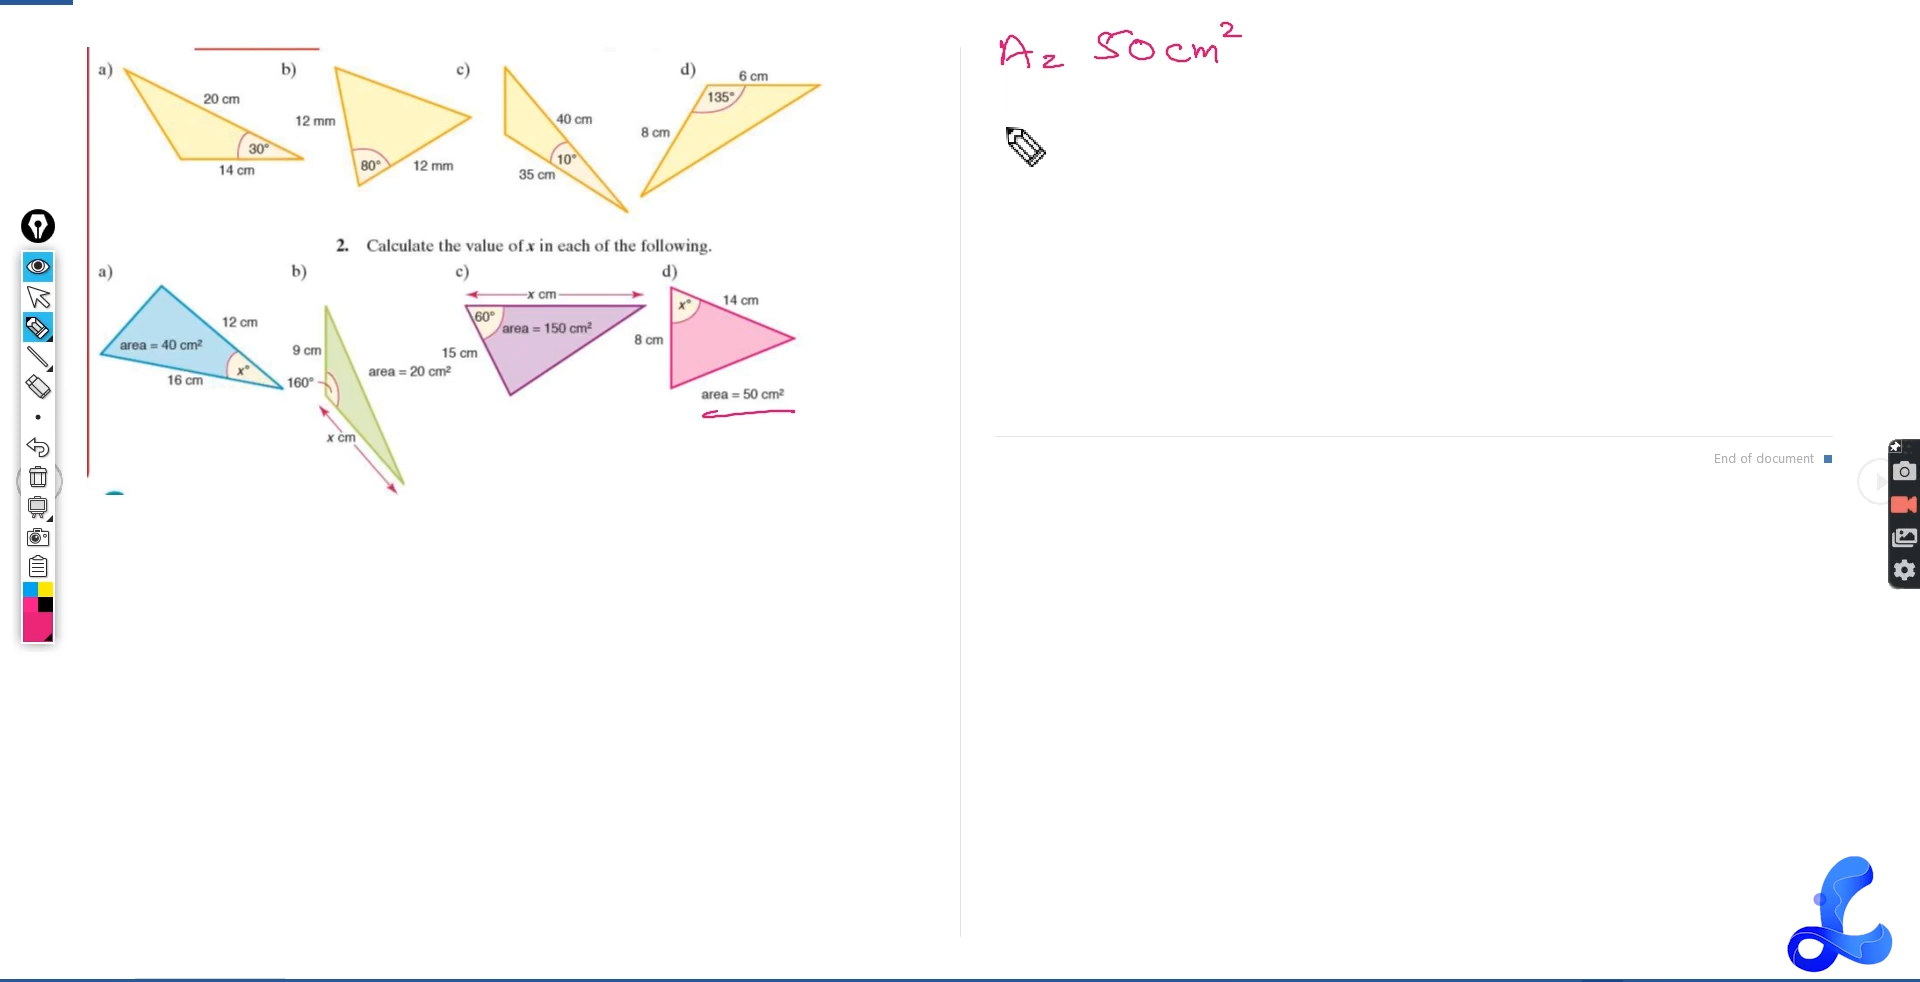 a)
b)
c)
d)
20 cm
30°
14 cm
12 mm
80°
12 mm
40 cm
10°
35 cm
6 cm
135°
8 cm
2. Calculate the value of x in each of the following.
a)
b)
c)
d)
12 cm
area = 40 cm²
x°
16 cm
9 cm
160°
area = 20 cm²
x cm
x cm
60°
area = 150 cm²
15 cm
x°
14 cm
8 cm
area = 50 cm²
A = 50 cm²
End of document